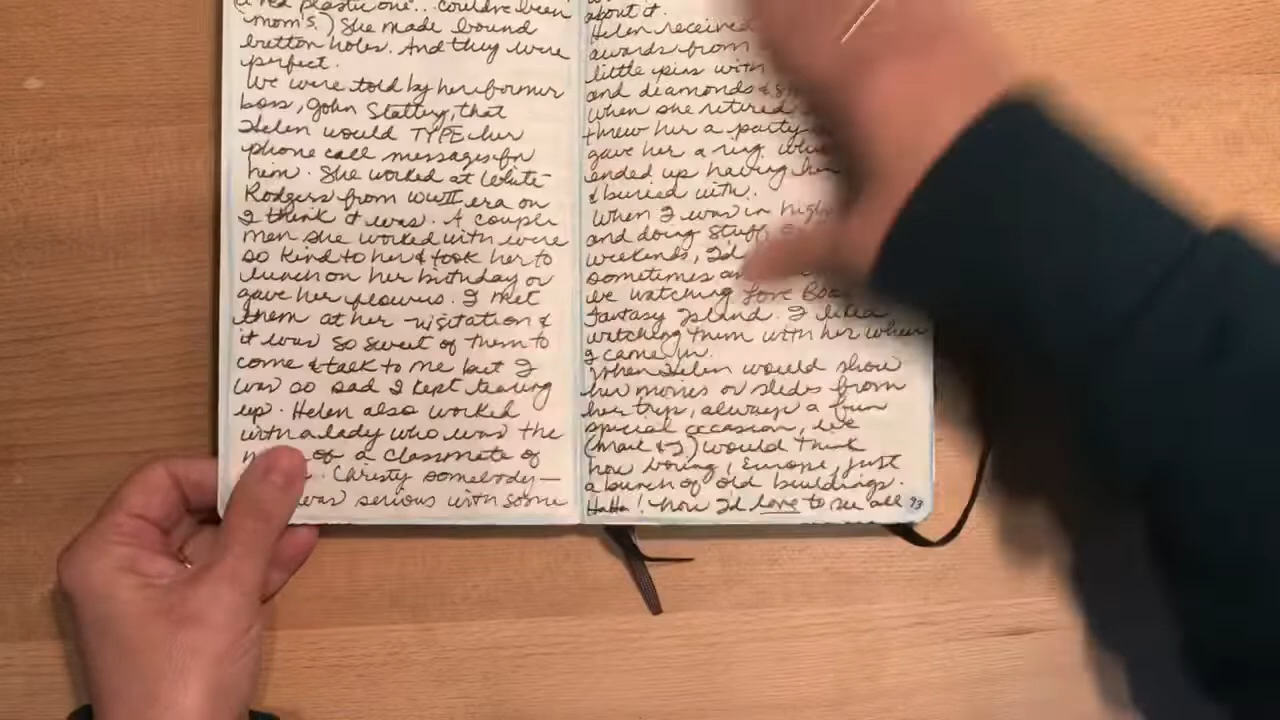 a red plastic one... couldve been
mom's.) She made bound
button holes. And they were
perfect.
We were told by her former
boss, John Slattery, that
Helen would TYPE her
phone call messages for
him. She worked at White-
Rodgers from WWII era on
I think it was. A couple
men she worked with were
so kind to her & took her to
lunch on her birthday or
gave her flowers. I met
them at her visitation &
it was so sweet of them to
come & talk to me but I
was so sad I kept tearing
up. Helen also worked
with a lady who was the
of a classmate of
Christy somebody—
was serious with some
about it.
Helen received
awards from
little pins with
and diamonds &
when she retired
threw her a party
gave her a ring
ended up having her
& buried with.
When I was in high
and doing stuff
weekends, I'd
sometimes
be watching Love Boat
Fantasy Island. I liked
watching them with her when
I came in.
When Helen would show
her movies or slides from
her trip, always a fun
special occasion, we
(Mark & I) would think
how boring, Europe, just
a bunch of old buildings.
HaHa! Now I'd love to see all
93